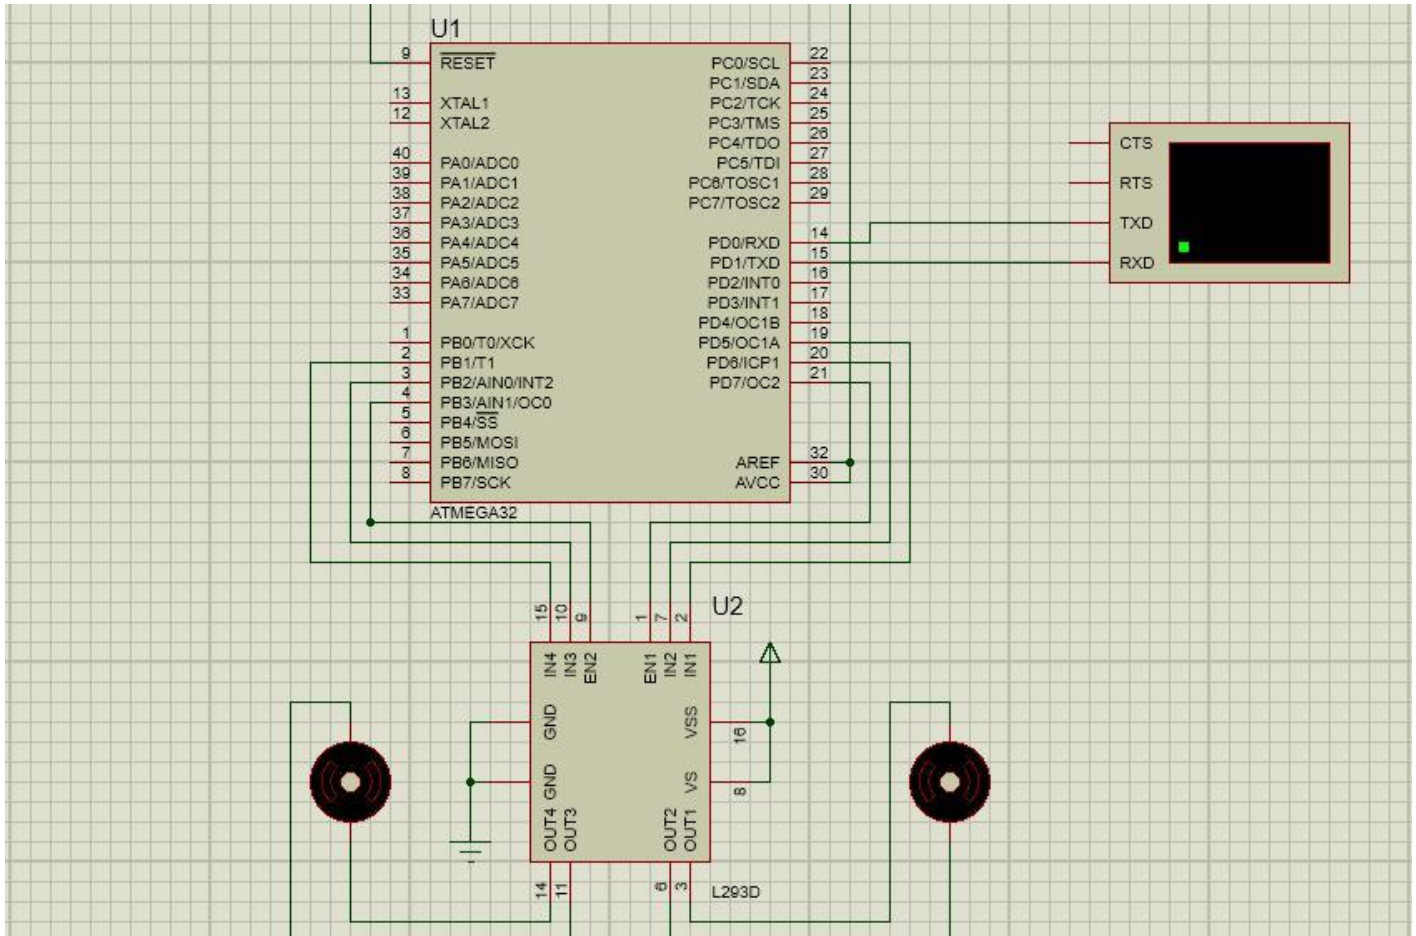 U1
9
RESET
13
XTAL1
12
XTAL2
40
PA0/ADC0
39
PA1/ADC1
38
PA2/ADC2
37
PA3/ADC3
36
PA4/ADC4
35
PA5/ADC5
34
PA6/ADC6
33
PA7/ADC7
1
PB0/T0/XCK
2
PB1/T1
3
PB2/AIN0/INT2
4
PB3/AIN1/OC0
5
PB4/SS
6
PB5/MOSI
7
PB6/MISO
8
PB7/SCK
PC0/SCL
22
PC1/SDA
23
PC2/TCK
24
PC3/TMS
25
PC4/TDO
26
PC5/TDI
27
PC6/TOSC1
28
PC7/TOSC2
29
PD0/RXD
14
PD1/TXD
15
PD2/INT0
16
PD3/INT1
17
PD4/OC1B
18
PD5/OC1A
19
PD6/ICP1
20
PD7/OC2
21
AREF
32
AVCC
30
ATMEGA32
CTS
RTS
TXD
RXD
U2
15
10
9
1
7
2
IN4
IN3
EN2
EN1
IN2
IN1
GND
VSS
16
GND
VS
8
OUT4
OUT3
OUT2
OUT1
14
11
6
3
L293D